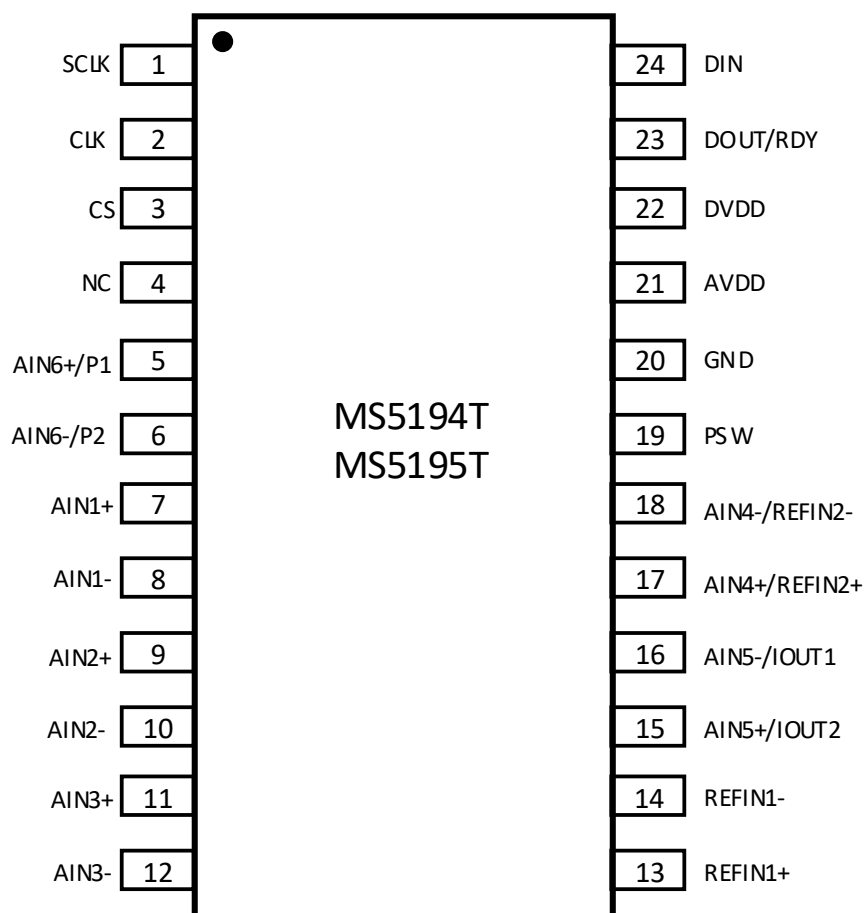 SCLK 1 24 DIN
CLK 2 23 DOUT/RDY
CS 3 22 DVDD
NC 4 21 AVDD
AIN6+/P1 5 20 GND
AIN6-/P2 6 19 PSW
MS5194T
MS5195T
AIN1+ 7 18 AIN4-/REFIN2-
AIN1- 8 17 AIN4+/REFIN2+
AIN2+ 9 16 AIN5-/IOUT1
AIN2- 10 15 AIN5+/IOUT2
AIN3+ 11 14 REFIN1-
AIN3- 12 13 REFIN1+